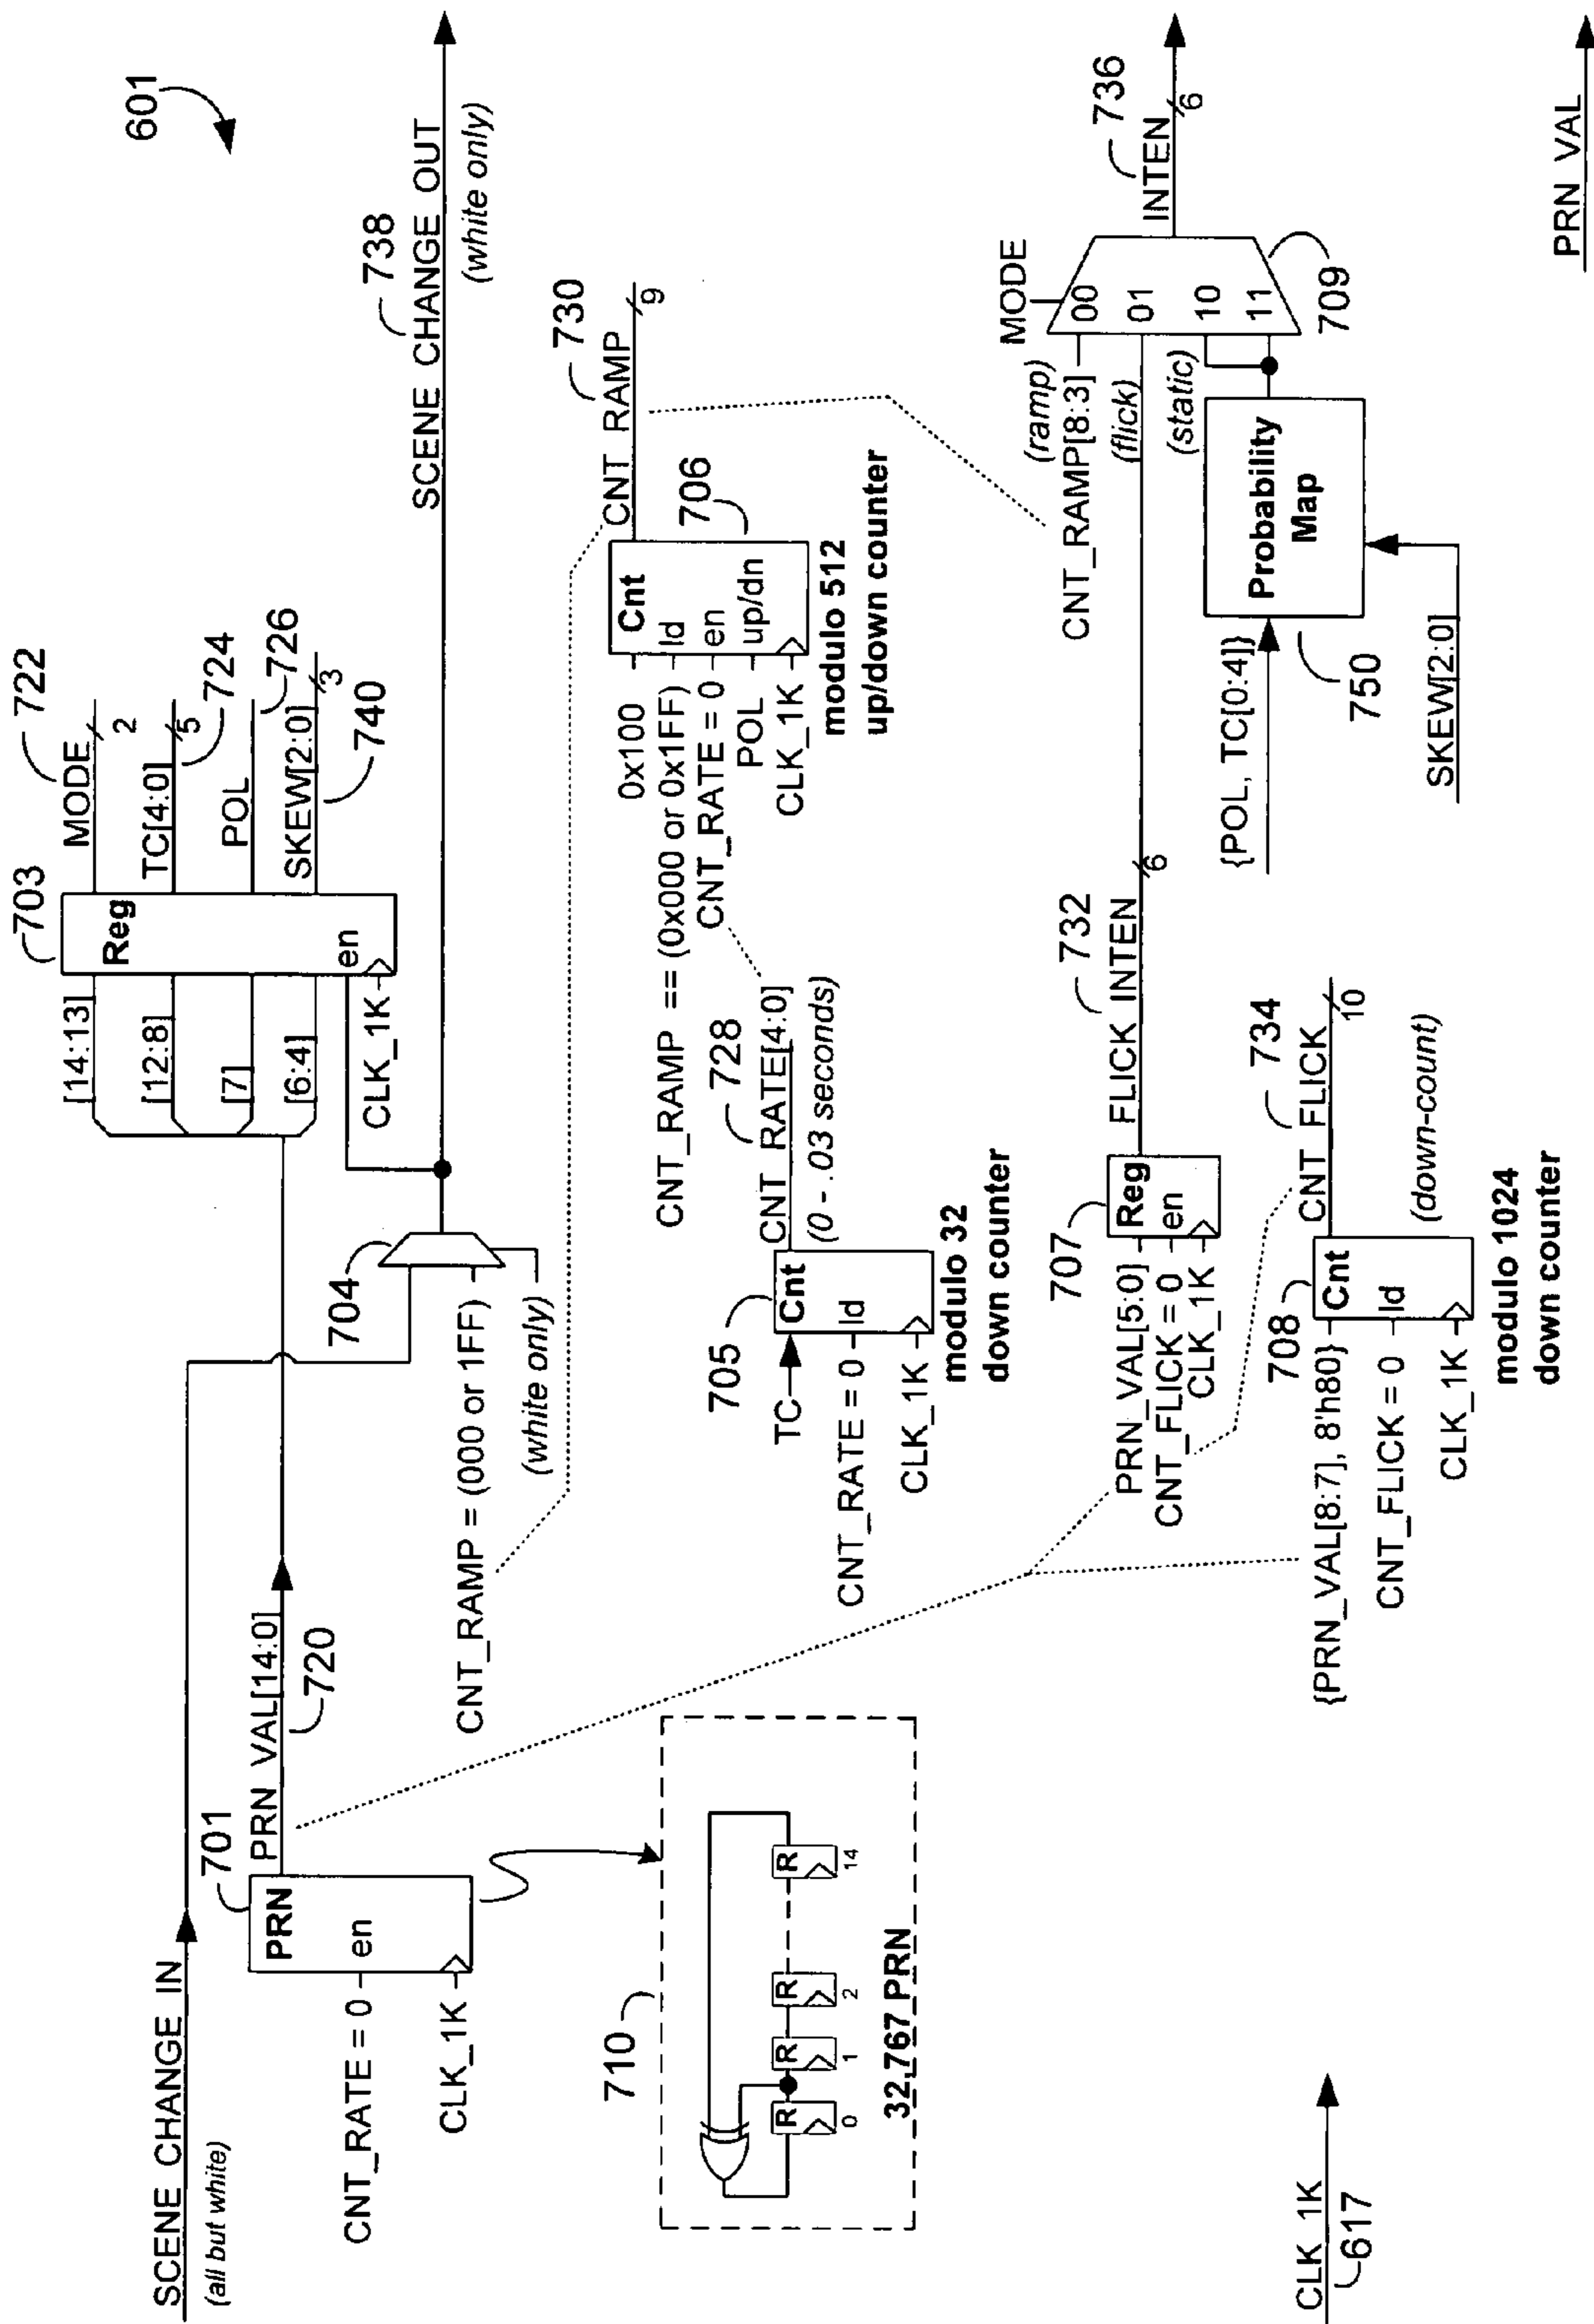 601
SCENE CHANGE IN
(all but white)
701
PRN
en
CNT_RATE = 0
CLK_1K
PRN VAL[14:0]
720
[14:13]
[12:8]
[7]
[6:4]
703
Reg
en
CLK_1K
722
MODE
2
TC[4:0]
5
724
POL
726
SKEW[2:0]
3
740
704
CNT_RAMP = (000 or 1FF)
(white only)
738
SCENE CHANGE OUT
(white only)
710
R
0
R
1
R
2
R
14
32,767 PRN
705
TC
Cnt
ld
CNT_RATE = 0
CLK_1K
modulo 32
down counter
728
CNT_RATE[4:0]
(0 - .03 seconds)
0x100
CNT_RAMP == (0x000 or 0x1FF)
CNT_RATE = 0
POL
CLK_1K
Cnt
ld
en
up/dn
706
modulo 512
up/down counter
730
CNT RAMP
9
707
PRN_VAL[5:0]
CNT_FLICK = 0
CLK_1K
Reg
en
732
FLICK INTEN
6
708
{PRN_VAL[8:7], 8'h80}
CNT_FLICK = 0
CLK_1K
Cnt
ld
modulo 1024
down counter
734
CNT FLICK
10
(down-count)
{POL, TC[0:4]}
Probability
Map
750
SKEW[2:0]
MODE
(ramp)
CNT_RAMP[8:3]
(flick)
(static)
00
01
10
11
709
736
INTEN
6
CLK 1K
617
PRN VAL